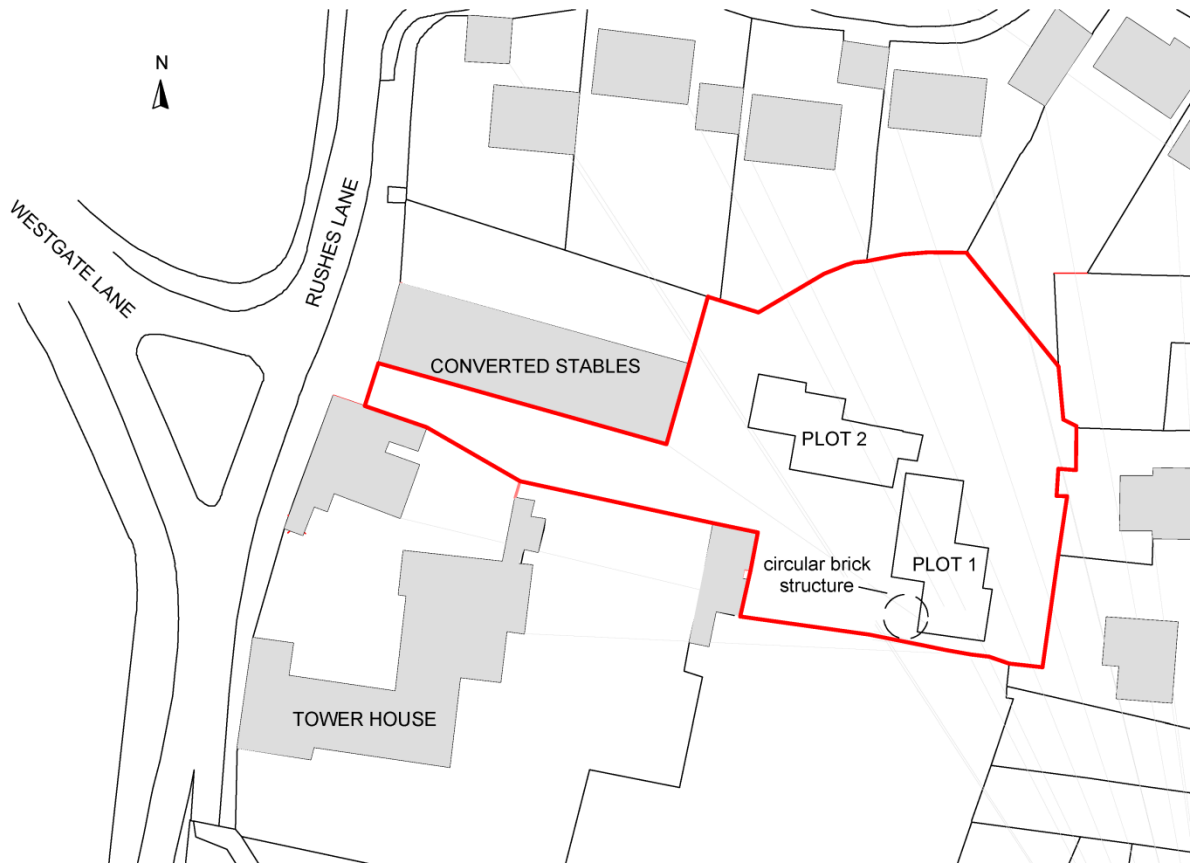 N
WESTGATE LANE
RUSHES LANE
CONVERTED STABLES
PLOT 2
circular brick
structure
PLOT 1
TOWER HOUSE